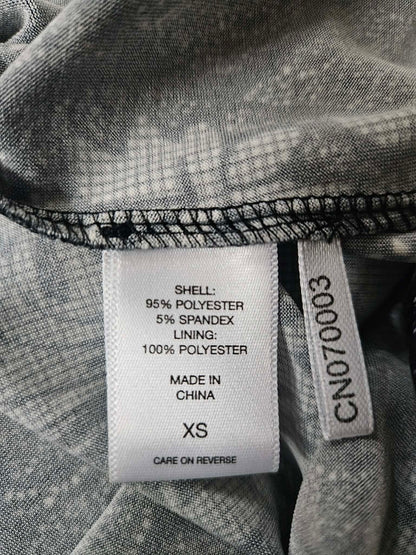 SHELL:
95% POLYESTER
5% SPANDEX
LINING:
100% POLYESTER
MADE IN
CHINA
XS
CARE ON REVERSE
CN070003